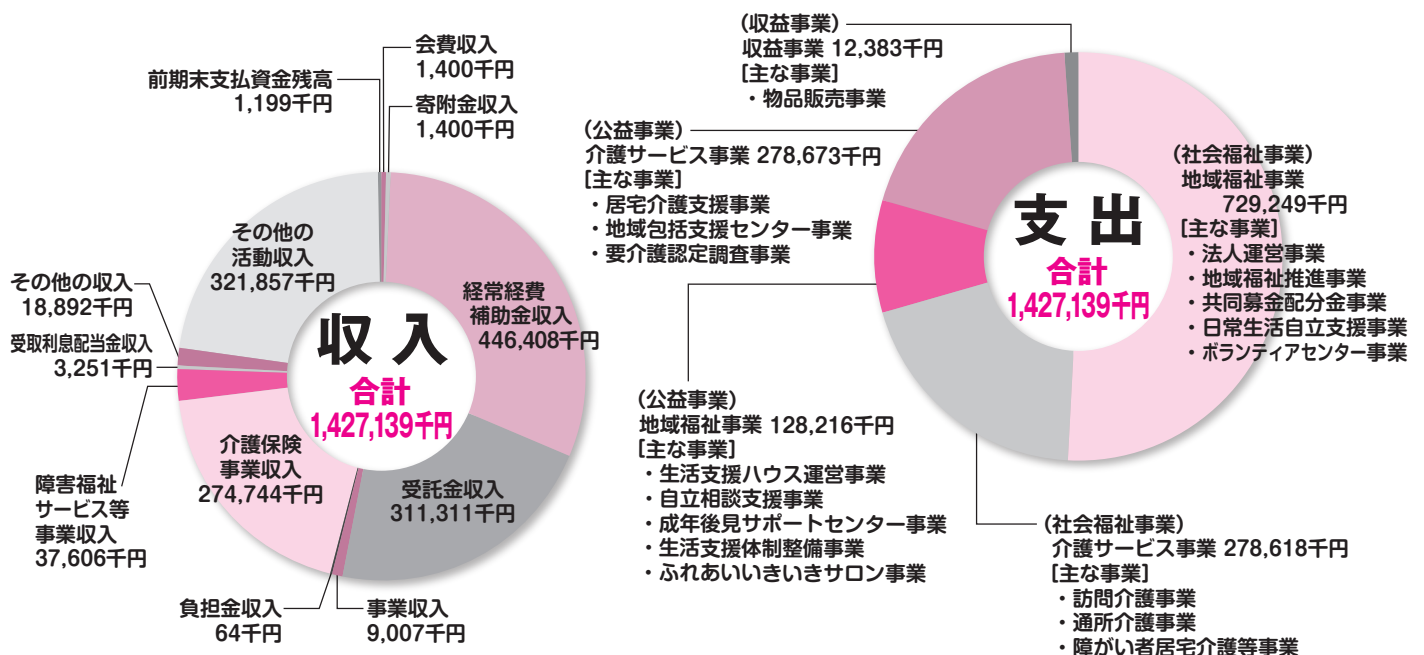 会費収入
1,400千円
前期末支払資金残高
1,199千円
寄附金収入
1,400千円
その他の
活動収入
321,857千円
その他の収入
18,892千円
受取利息配当金収入
3,251千円
経常経費
補助金収入
446,408千円
収入
合計
1,427,139千円
介護保険
事業収入
274,744千円
受託金収入
311,311千円
障害福祉
サービス等
事業収入
37,606千円
負担金収入
64千円
事業収入
9,007千円
(収益事業)
収益事業 12,383千円
[主な事業]
・物品販売事業
(公益事業)
介護サービス事業 278,673千円
[主な事業]
・居宅介護支援事業
・地域包括支援センター事業
・要介護認定調査事業
支出
合計
1,427,139千円
(社会福祉事業)
地域福祉事業
729,249千円
[主な事業]
・法人運営事業
・地域福祉推進事業
・共同募金配分金事業
・日常生活自立支援事業
・ボランティアセンター事業
(公益事業)
地域福祉事業 128,216千円
[主な事業]
・生活支援ハウス運営事業
・自立相談支援事業
・成年後見サポートセンター事業
・生活支援体制整備事業
・ふれあいいきいきサロン事業
(社会福祉事業)
介護サービス事業 278,618千円
[主な事業]
・訪問介護事業
・通所介護事業
・障がい者居宅介護等事業